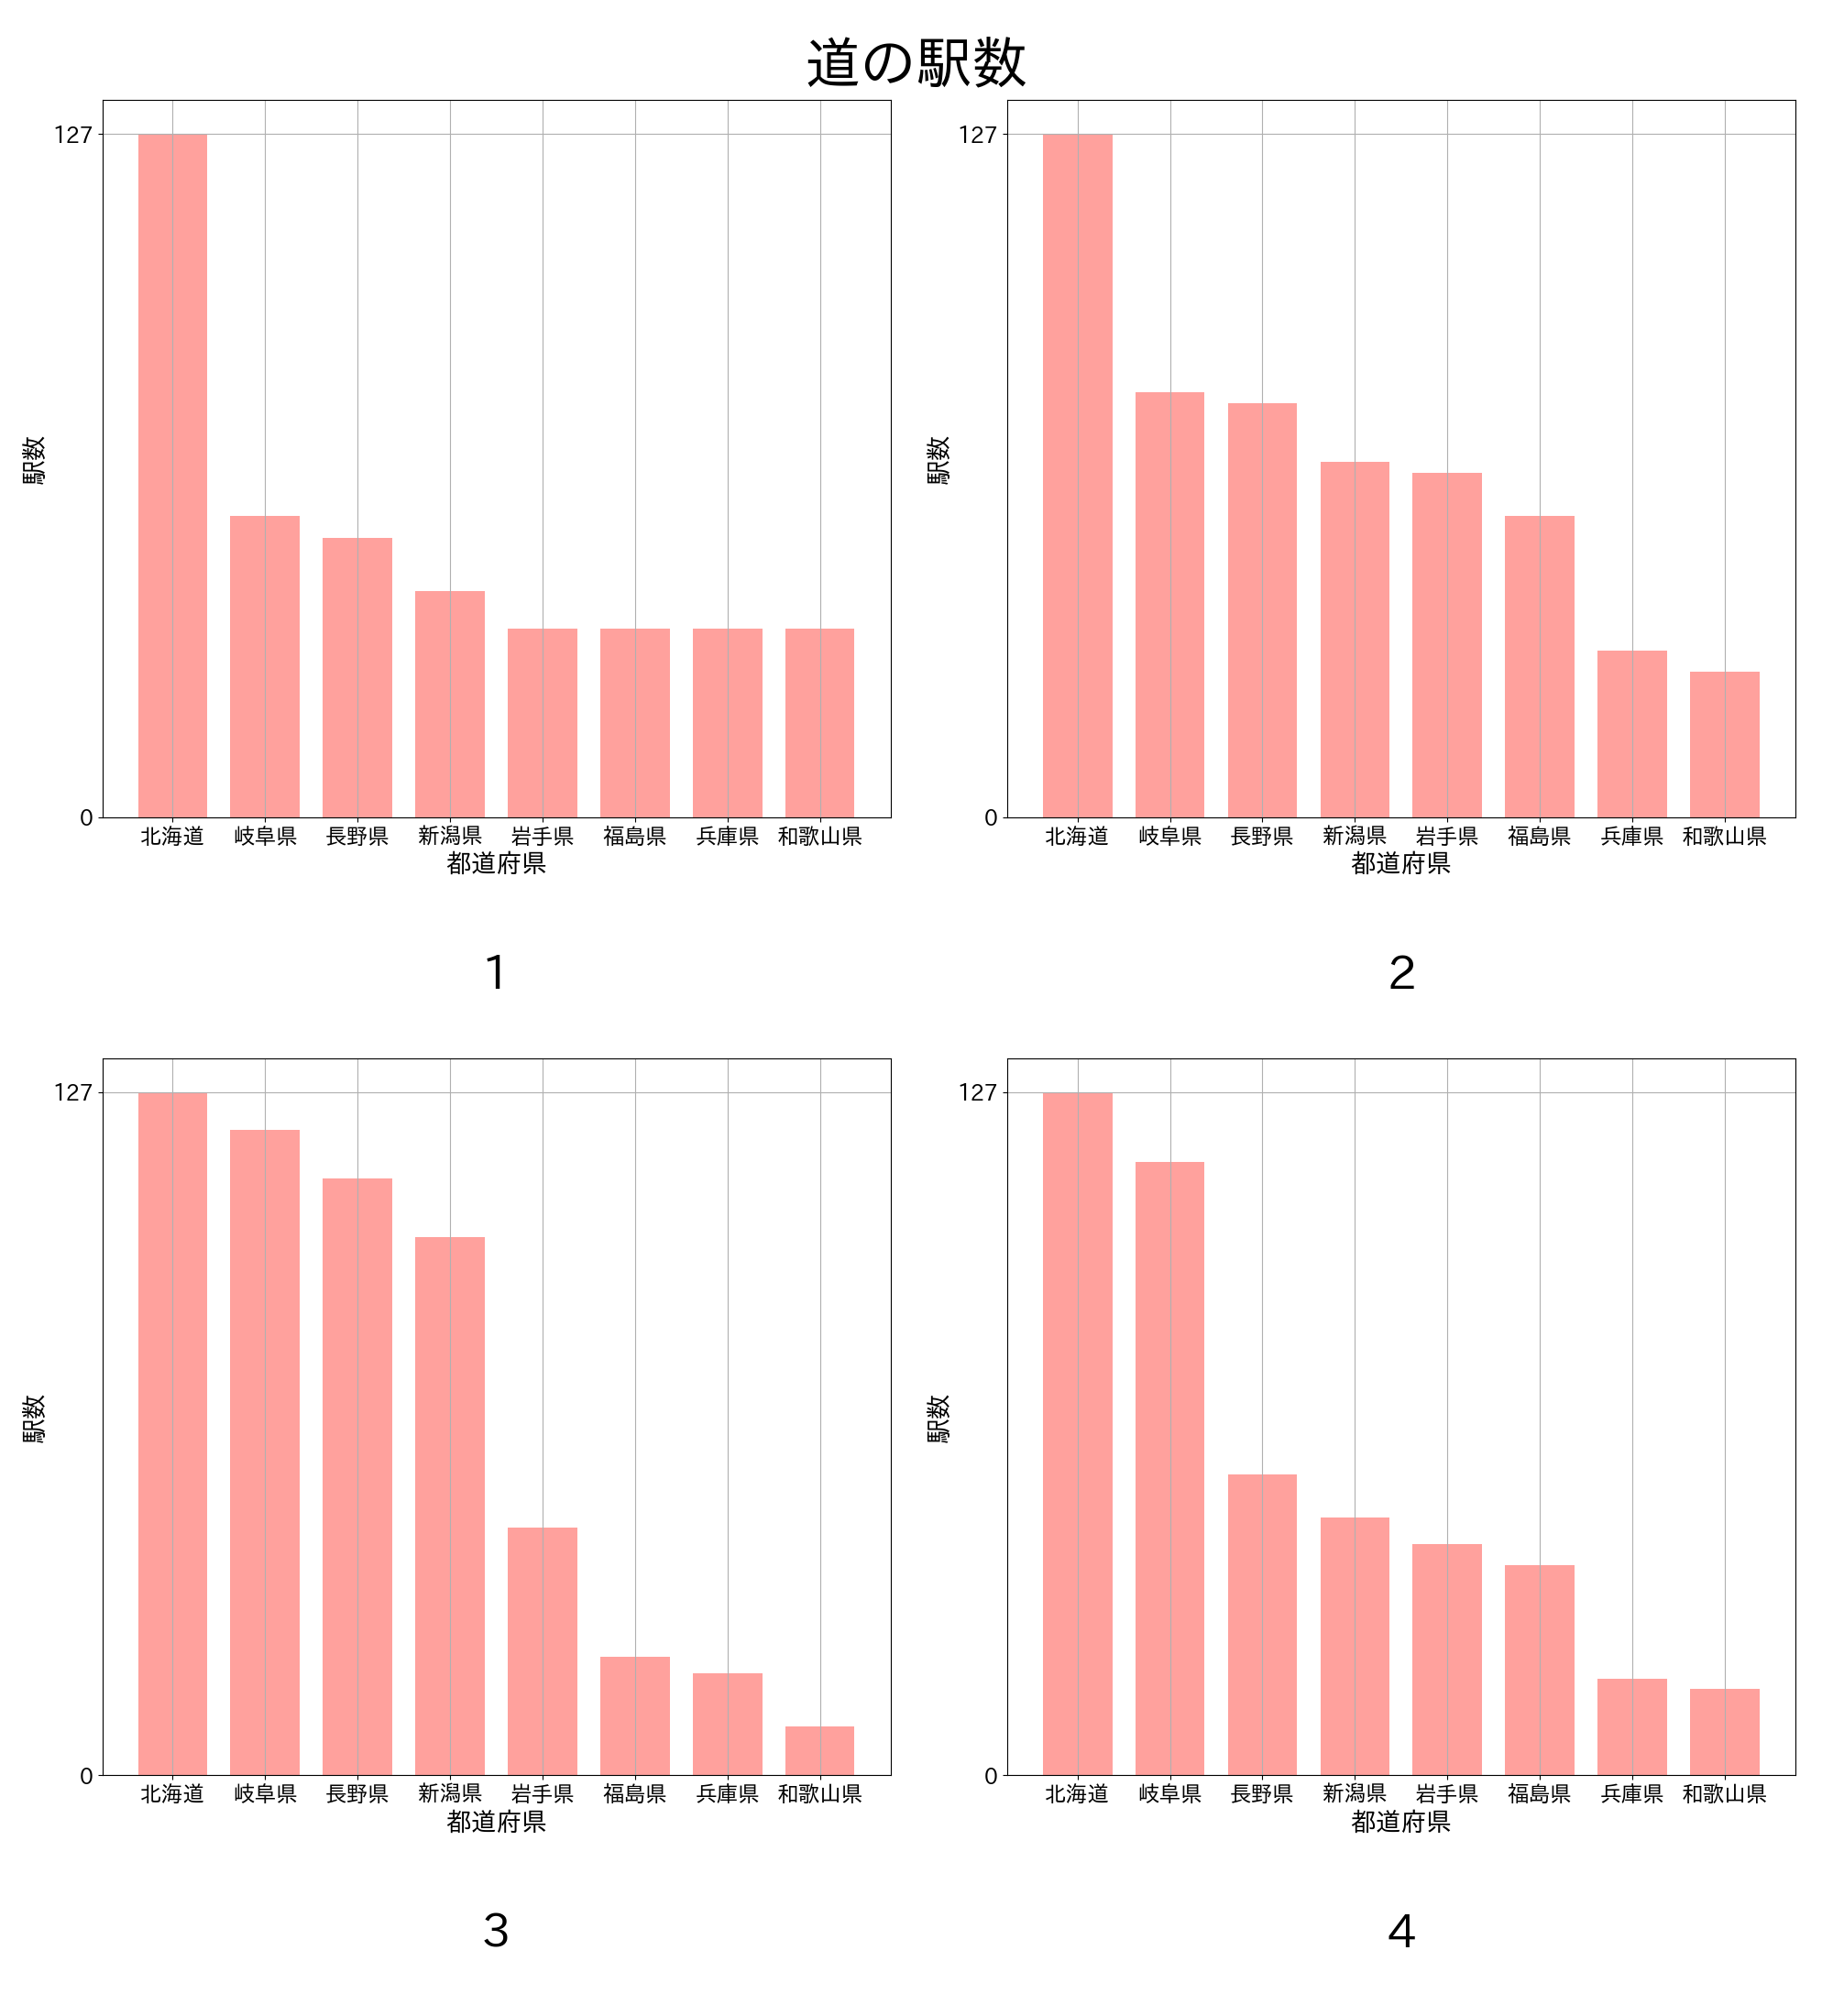 道の駅数
127
0
駅数
北海道 岐阜県 長野県 新潟県 岩手県 福島県 兵庫県 和歌山県
都道府県
1
127
0
駅数
北海道 岐阜県 長野県 新潟県 岩手県 福島県 兵庫県 和歌山県
都道府県
2
127
0
駅数
北海道 岐阜県 長野県 新潟県 岩手県 福島県 兵庫県 和歌山県
都道府県
3
127
0
駅数
北海道 岐阜県 長野県 新潟県 岩手県 福島県 兵庫県 和歌山県
都道府県
4